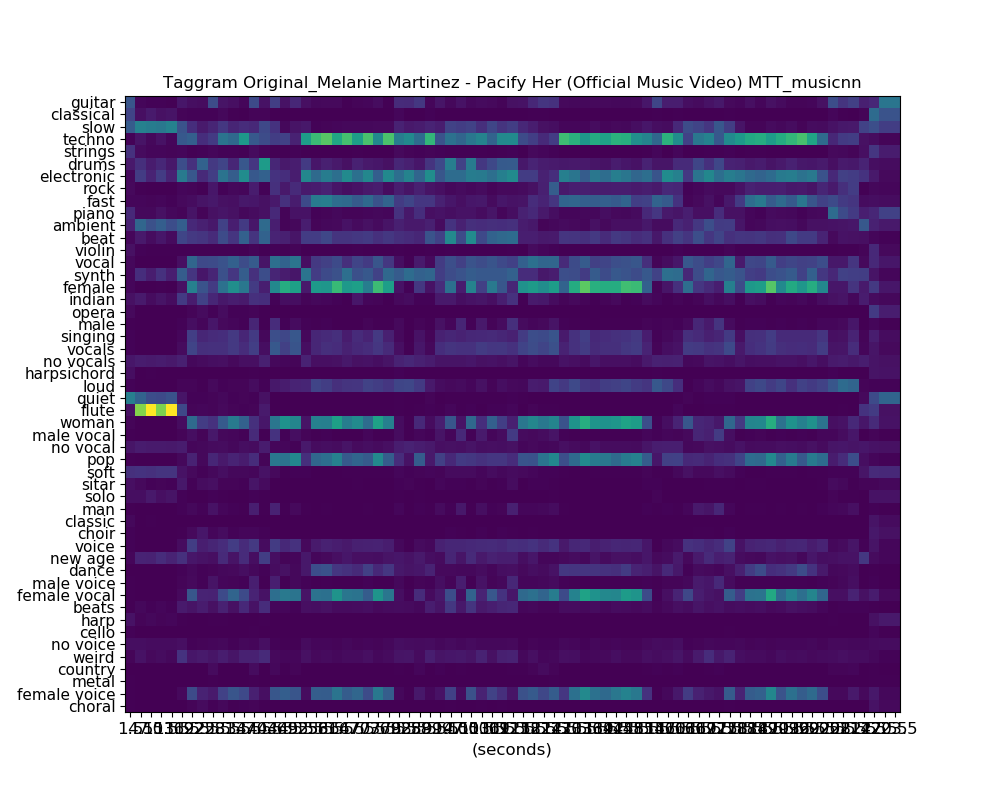 Taggram Original_Melanie Martinez - Pacify Her (Official Music Video) MTT_musicnn
guitar
classical
slow
techno
strings
drums
electronic
rock
fast
piano
ambient
beat
violin
vocal
synth
female
indian
opera
male
singing
vocals
no vocals
harpsichord
loud
quiet
flute
woman
male vocal
no vocal
pop
soft
sitar
solo
man
classic
choir
voice
new age
dance
male voice
female vocal
beats
harp
cello
no voice
weird
country
metal
female voice
choral
(seconds)